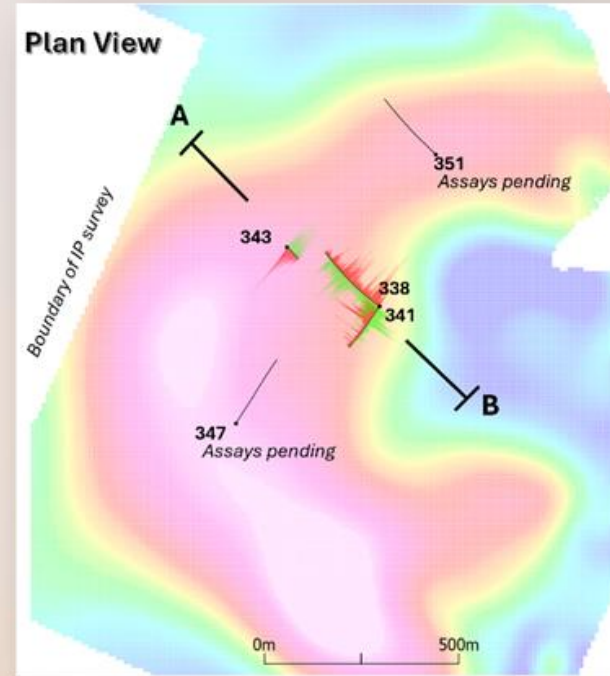 Plan View
A
351
Assays pending
Boundary of IP survey
343
338
341
B
347
Assays pending
0m
500m